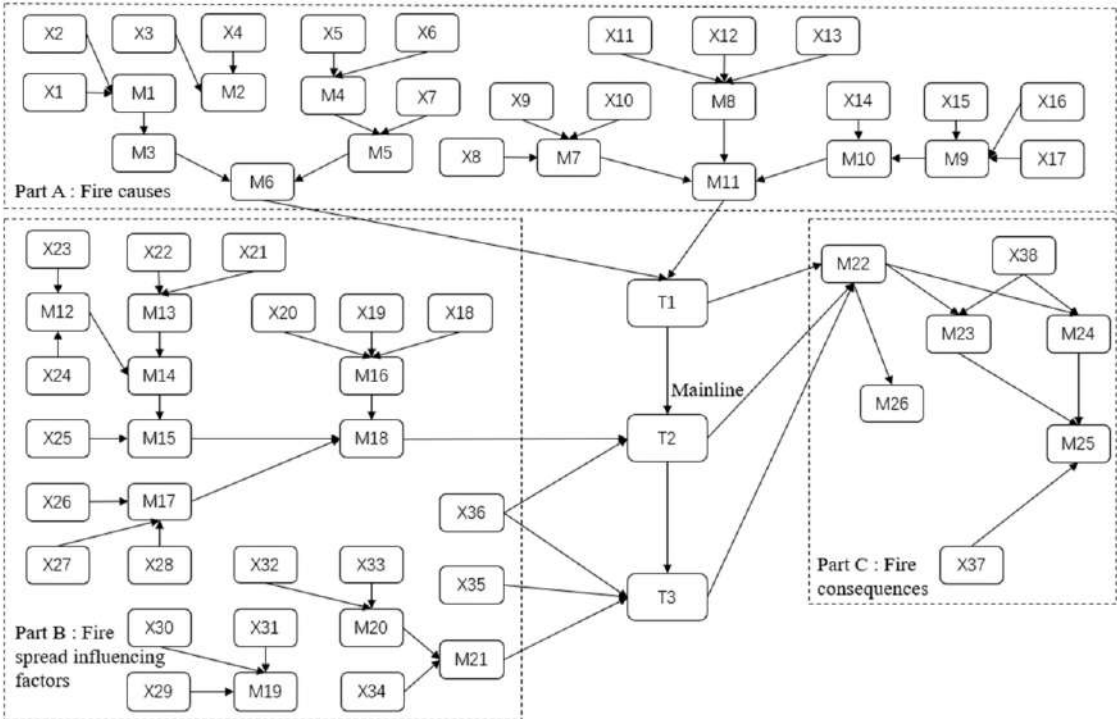 X2
X3
X4
X5
X6
X11
X12
X13
X1
M1
M2
M4
X7
X9
X10
M8
X14
X15
X16
M3
M5
X8
M7
M10
M9
X17
M6
M11
Part A : Fire causes
X23
X22
X21
M22
X38
M12
M13
X20
X19
X18
T1
M23
M24
X24
M14
M16
Mainline
M26
X25
M15
M18
T2
M25
X26
M17
X36
X27
X28
X32
X33
X35
T3
X37
Part C : Fire
consequences
X30
X31
M20
Part B : Fire
spread influencing
factors
M21
X29
M19
X34